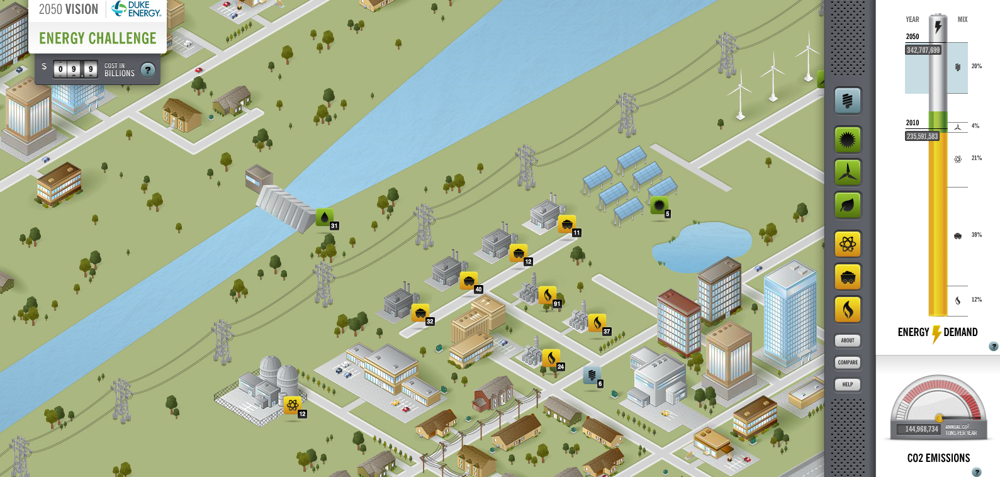 2050 VISION
DUKE
ENERGY®
ENERGY CHALLENGE
$ 0 9 . 9 COST IN
BILLIONS ?
31
5
11
12
40
32
91
37
24
6
12
ABOUT
COMPARE
HELP
YEAR MIX
2050
342,707,699
20%
2010
4%
235,591,583
21%
39%
12%
ENERGY DEMAND
?
144,968,734 ANNUAL CO2
TONS PER YEAR
CO2 EMISSIONS
?